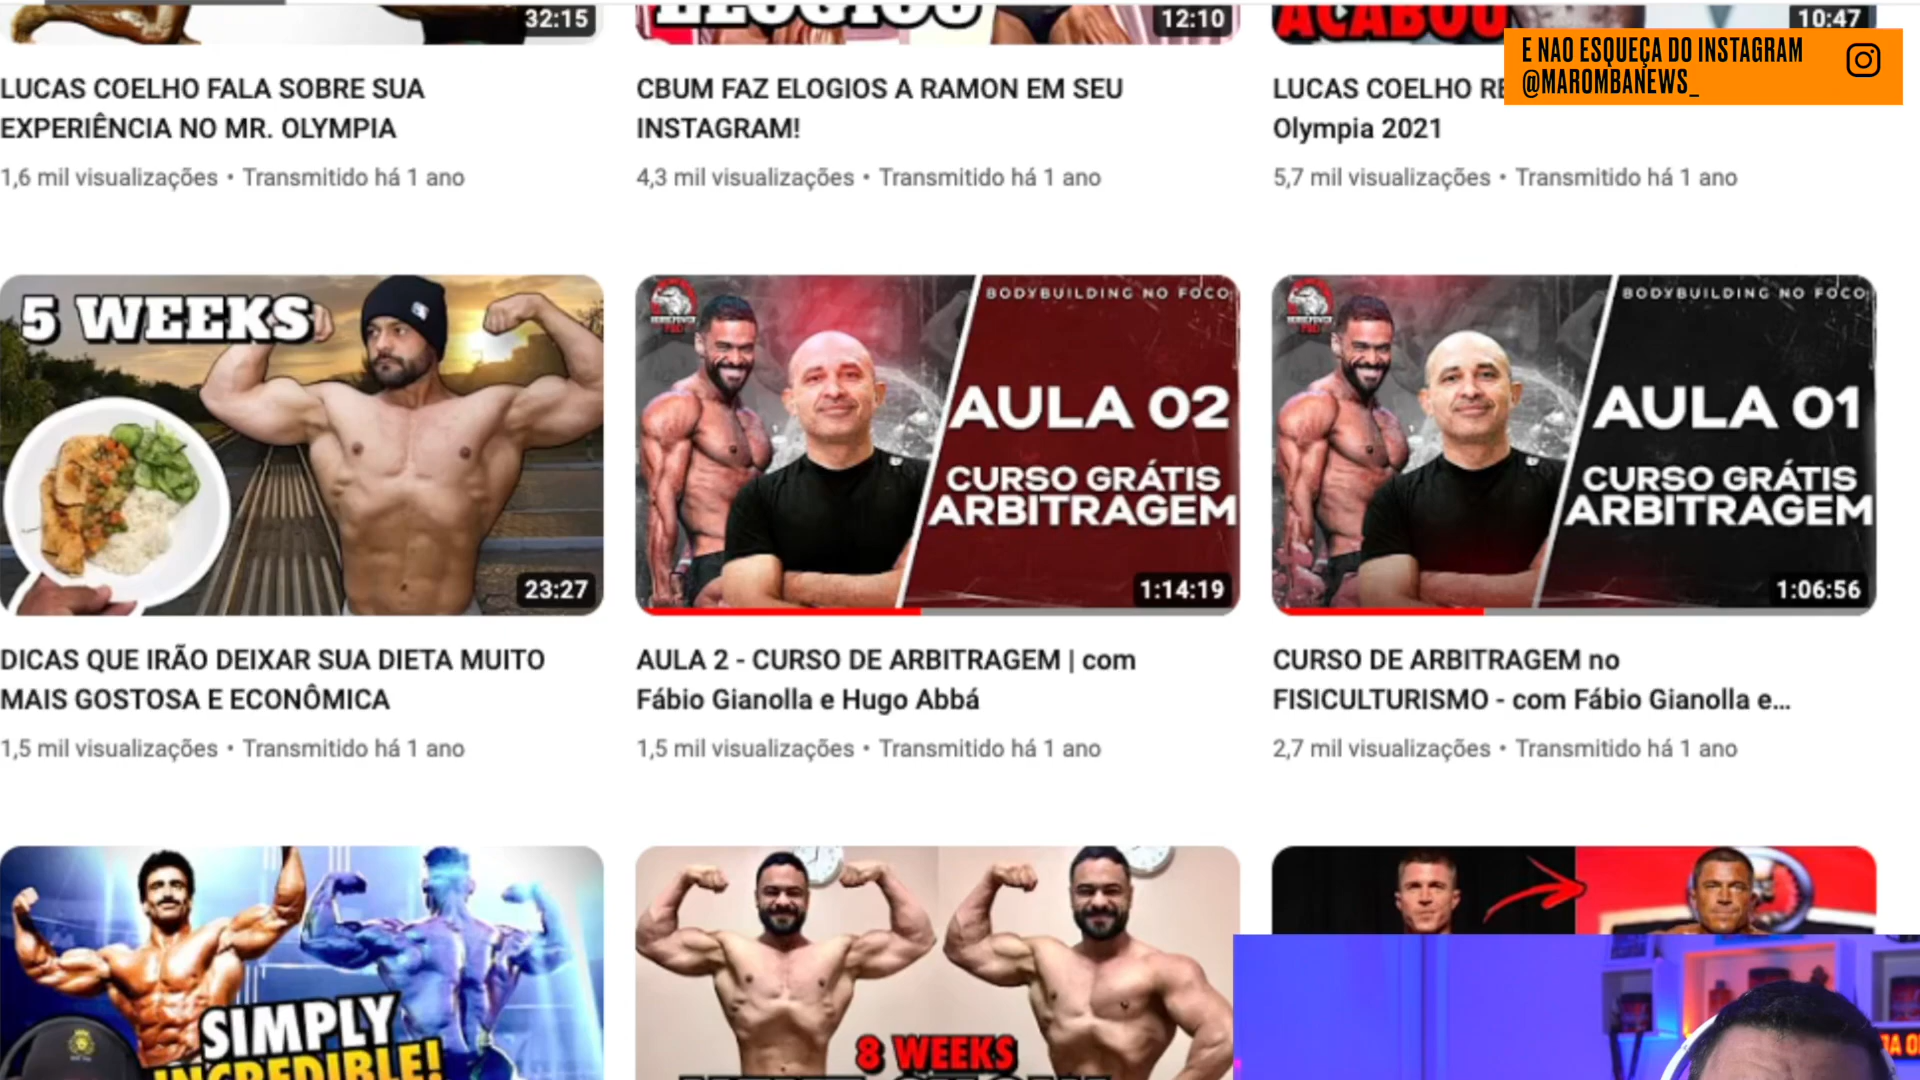 32:15
ELOGIOS
12:10
ACABOU
10:47
E NAO ESQUEÇA DO INSTAGRAM
@MAROMBANEWS_
LUCAS COELHO FALA SOBRE SUA
EXPERIÊNCIA NO MR. OLYMPIA
1,6 mil visualizações • Transmitido há 1 ano
CBUM FAZ ELOGIOS A RAMON EM SEU
INSTAGRAM!
4,3 mil visualizações • Transmitido há 1 ano
LUCAS COELHO
Olympia 2021
5,7 mil visualizações • Transmitido há 1 ano
5 WEEKS
23:27
BODYBUILDING NO FOCO
AULA 02
CURSO GRÁTIS
ARBITRAGEM
1:14:19
BODYBUILDING NO FOCO
AULA 01
CURSO GRÁTIS
ARBITRAGEM
1:06:56
DICAS QUE IRÃO DEIXAR SUA DIETA MUITO
MAIS GOSTOSA E ECONÔMICA
1,5 mil visualizações • Transmitido há 1 ano
AULA 2 - CURSO DE ARBITRAGEM | com
Fábio Gianolla e Hugo Abbá
1,5 mil visualizações • Transmitido há 1 ano
CURSO DE ARBITRAGEM no
FISICULTURISMO - com Fábio Gianolla e...
2,7 mil visualizações • Transmitido há 1 ano
SIMPLY
INCREDIBLE!
8 WEEKS